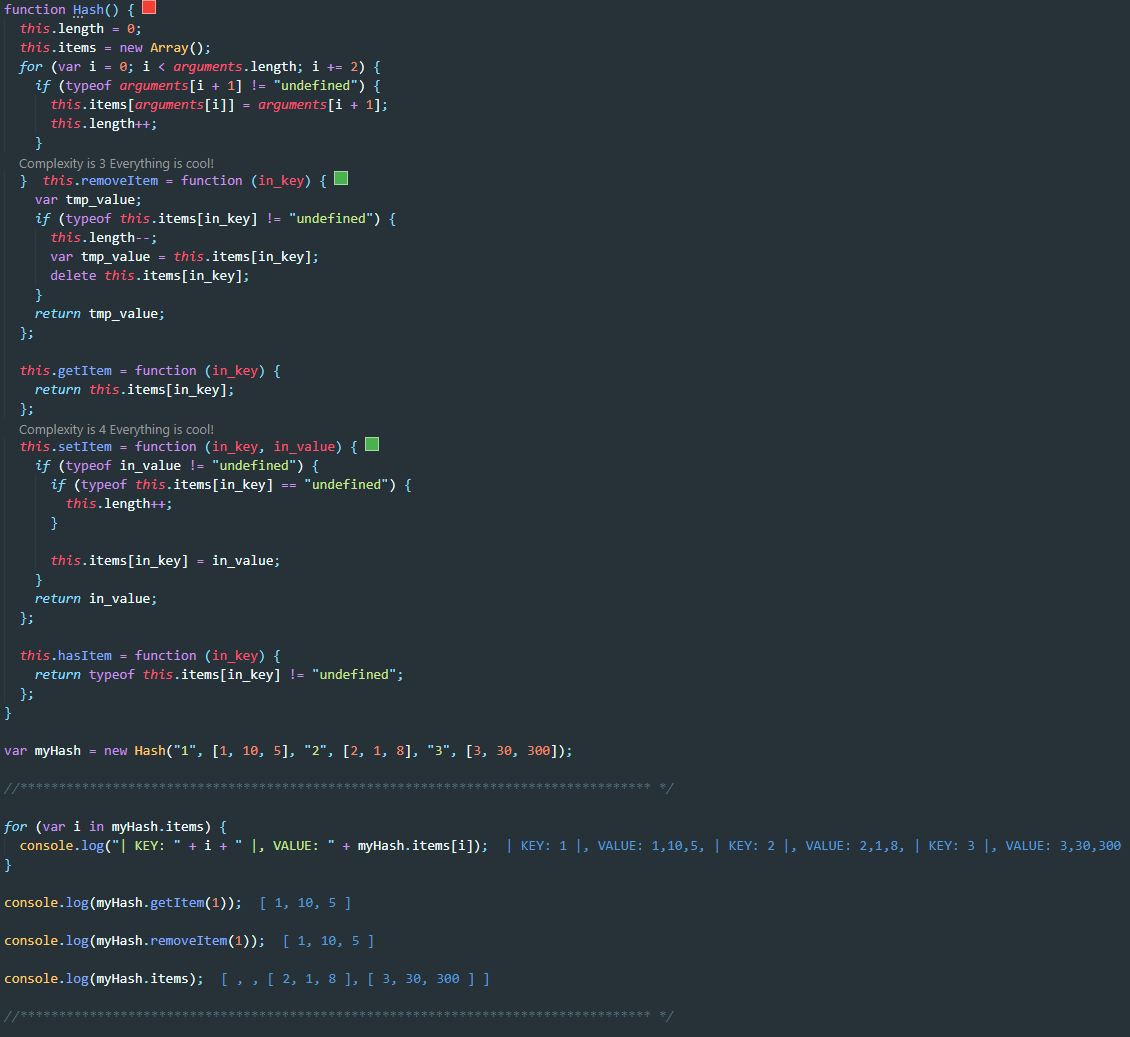 function Hash() {
  this.length = 0;
  this.items = new Array();
  for (var i = 0; i < arguments.length; i += 2) {
    if (typeof arguments[i + 1] != "undefined") {
      this.items[arguments[i]] = arguments[i + 1];
      this.length++;
    }
  Complexity is 3 Everything is cool!
  }  this.removeItem = function (in_key) {
    var tmp_value;
    if (typeof this.items[in_key] != "undefined") {
      this.length--;
      var tmp_value = this.items[in_key];
      delete this.items[in_key];
    }
    return tmp_value;
  };
  this.getItem = function (in_key) {
    return this.items[in_key];
  };
  Complexity is 4 Everything is cool!
  this.setItem = function (in_key, in_value) {
    if (typeof in_value != "undefined") {
      if (typeof this.items[in_key] == "undefined") {
        this.length++;
      }
      this.items[in_key] = in_value;
    }
    return in_value;
  };
  this.hasItem = function (in_key) {
    return typeof this.items[in_key] != "undefined";
  };
}
var myHash = new Hash("1", [1, 10, 5], "2", [2, 1, 8], "3", [3, 30, 300]);
//********************************************************************************** */
for (var i in myHash.items) {
  console.log("| KEY: " + i + " |, VALUE: " + myHash.items[i]);  | KEY: 1 |, VALUE: 1,10,5, | KEY: 2 |, VALUE: 2,1,8, | KEY: 3 |, VALUE: 3,30,300
}
console.log(myHash.getItem(1));  [ 1, 10, 5 ]
console.log(myHash.removeItem(1));  [ 1, 10, 5 ]
console.log(myHash.items);  [ , , [ 2, 1, 8 ], [ 3, 30, 300 ] ]
//********************************************************************************** */